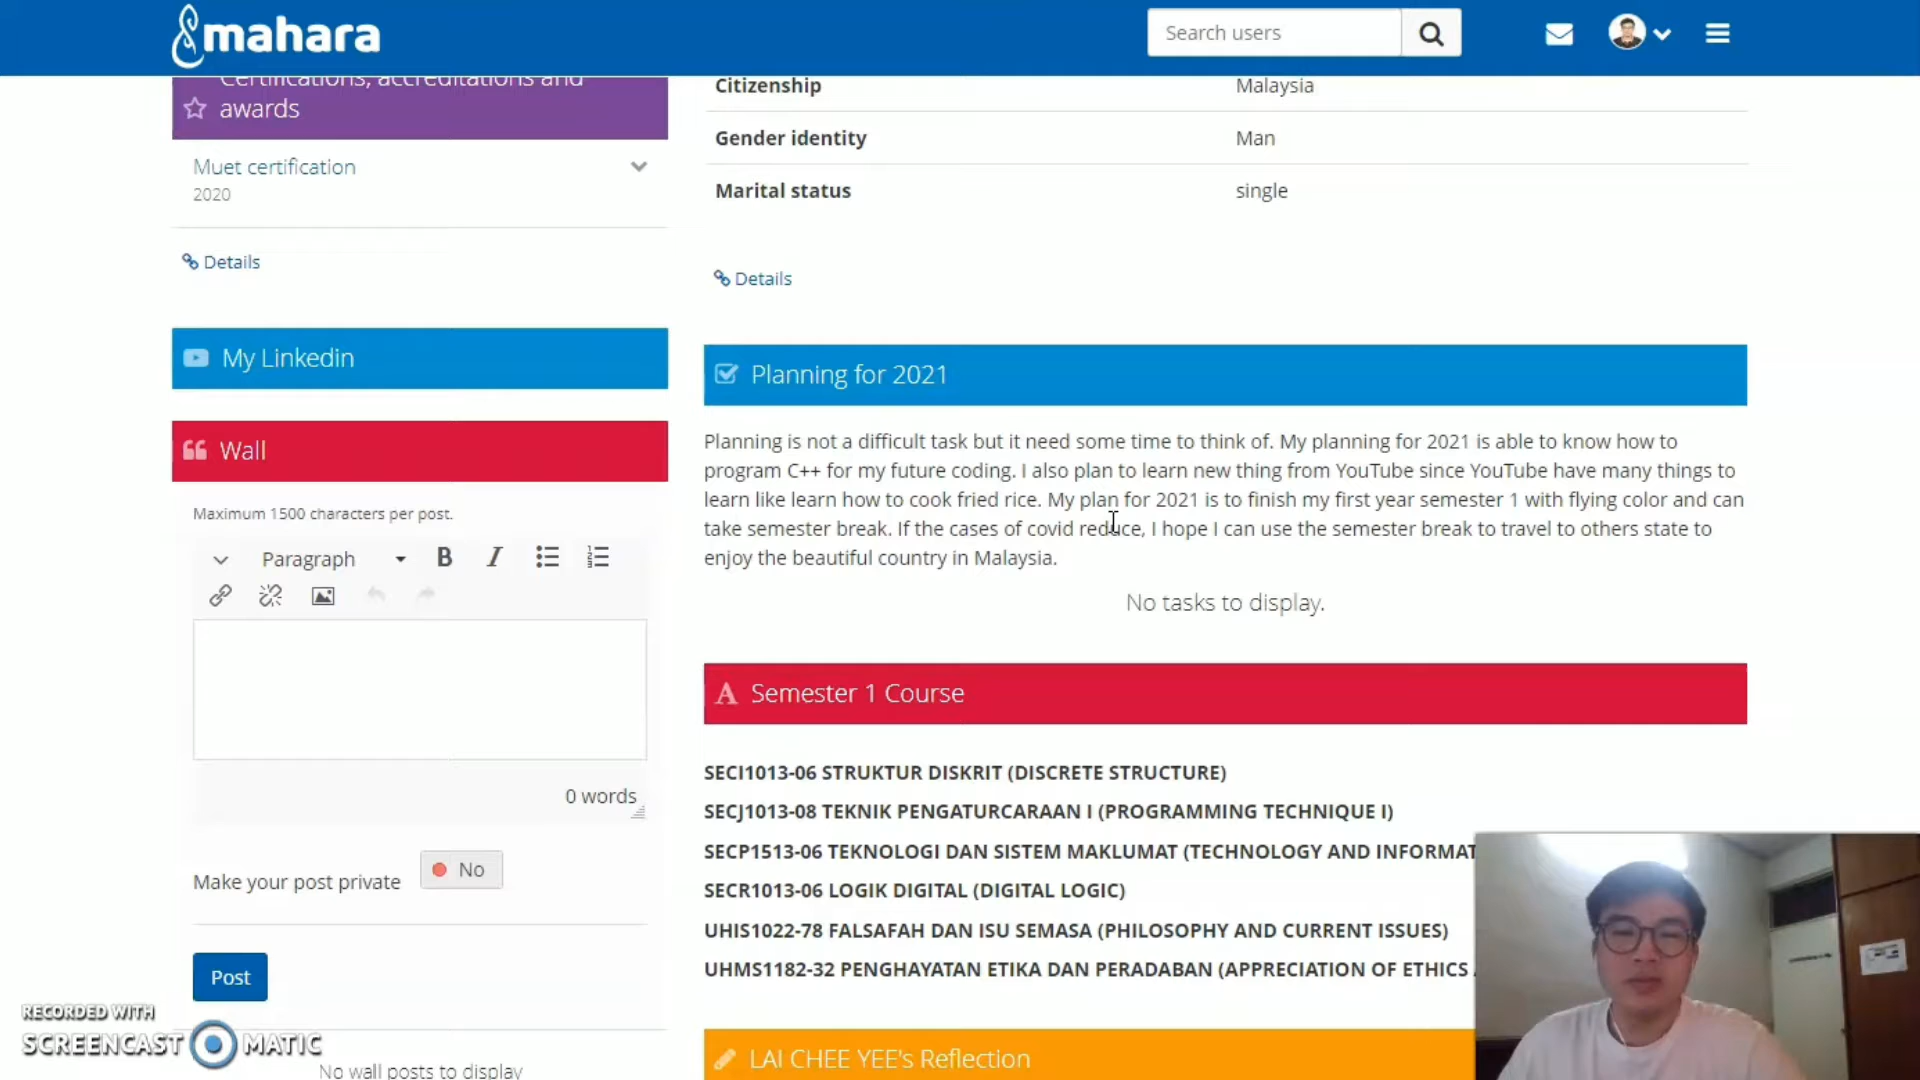 mahara
Search users
Certifications, accreditations and
awards
Muet certification
2020
Details
My Linkedin
Wall
Maximum 1500 characters per post.
Paragraph
B I
0 words
Make your post private
No
Post
No wall posts to display
Citizenship Malaysia
Gender identity Man
Marital status single
Details
Planning for 2021
Planning is not a difficult task but it need some time to think of. My planning for 2021 is able to know how to
program C++ for my future coding. I also plan to learn new thing from YouTube since YouTube have many things to
learn like learn how to cook fried rice. My plan for 2021 is to finish my first year semester 1 with flying color and can
take semester break. If the cases of covid reduce, I hope I can use the semester break to travel to others state to
enjoy the beautiful country in Malaysia.
No tasks to display.
A Semester 1 Course
SECI1013-06 STRUKTUR DISKRIT (DISCRETE STRUCTURE)
SECJ1013-08 TEKNIK PENGATURCARAAN I (PROGRAMMING TECHNIQUE I)
SECP1513-06 TEKNOLOGI DAN SISTEM MAKLUMAT (TECHNOLOGY AND INFORMAT
SECR1013-06 LOGIK DIGITAL (DIGITAL LOGIC)
UHIS1022-78 FALSAFAH DAN ISU SEMASA (PHILOSOPHY AND CURRENT ISSUES)
UHMS1182-32 PENGHAYATAN ETIKA DAN PERADABAN (APPRECIATION OF ETHICS
LAI CHEE YEE's Reflection
RECORDED WITH
SCREENCAST MATIC